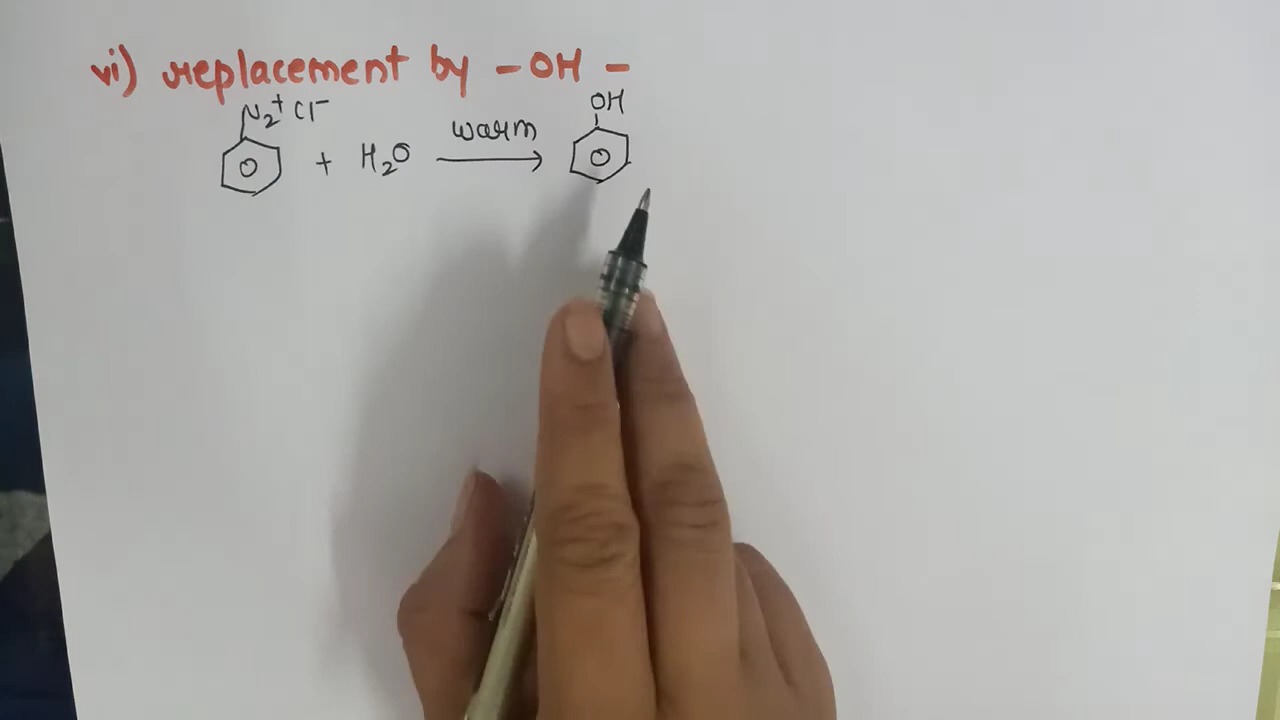 vi) replacement by - OH -
N₂⁺Cl⁻ + H₂O warm → OH